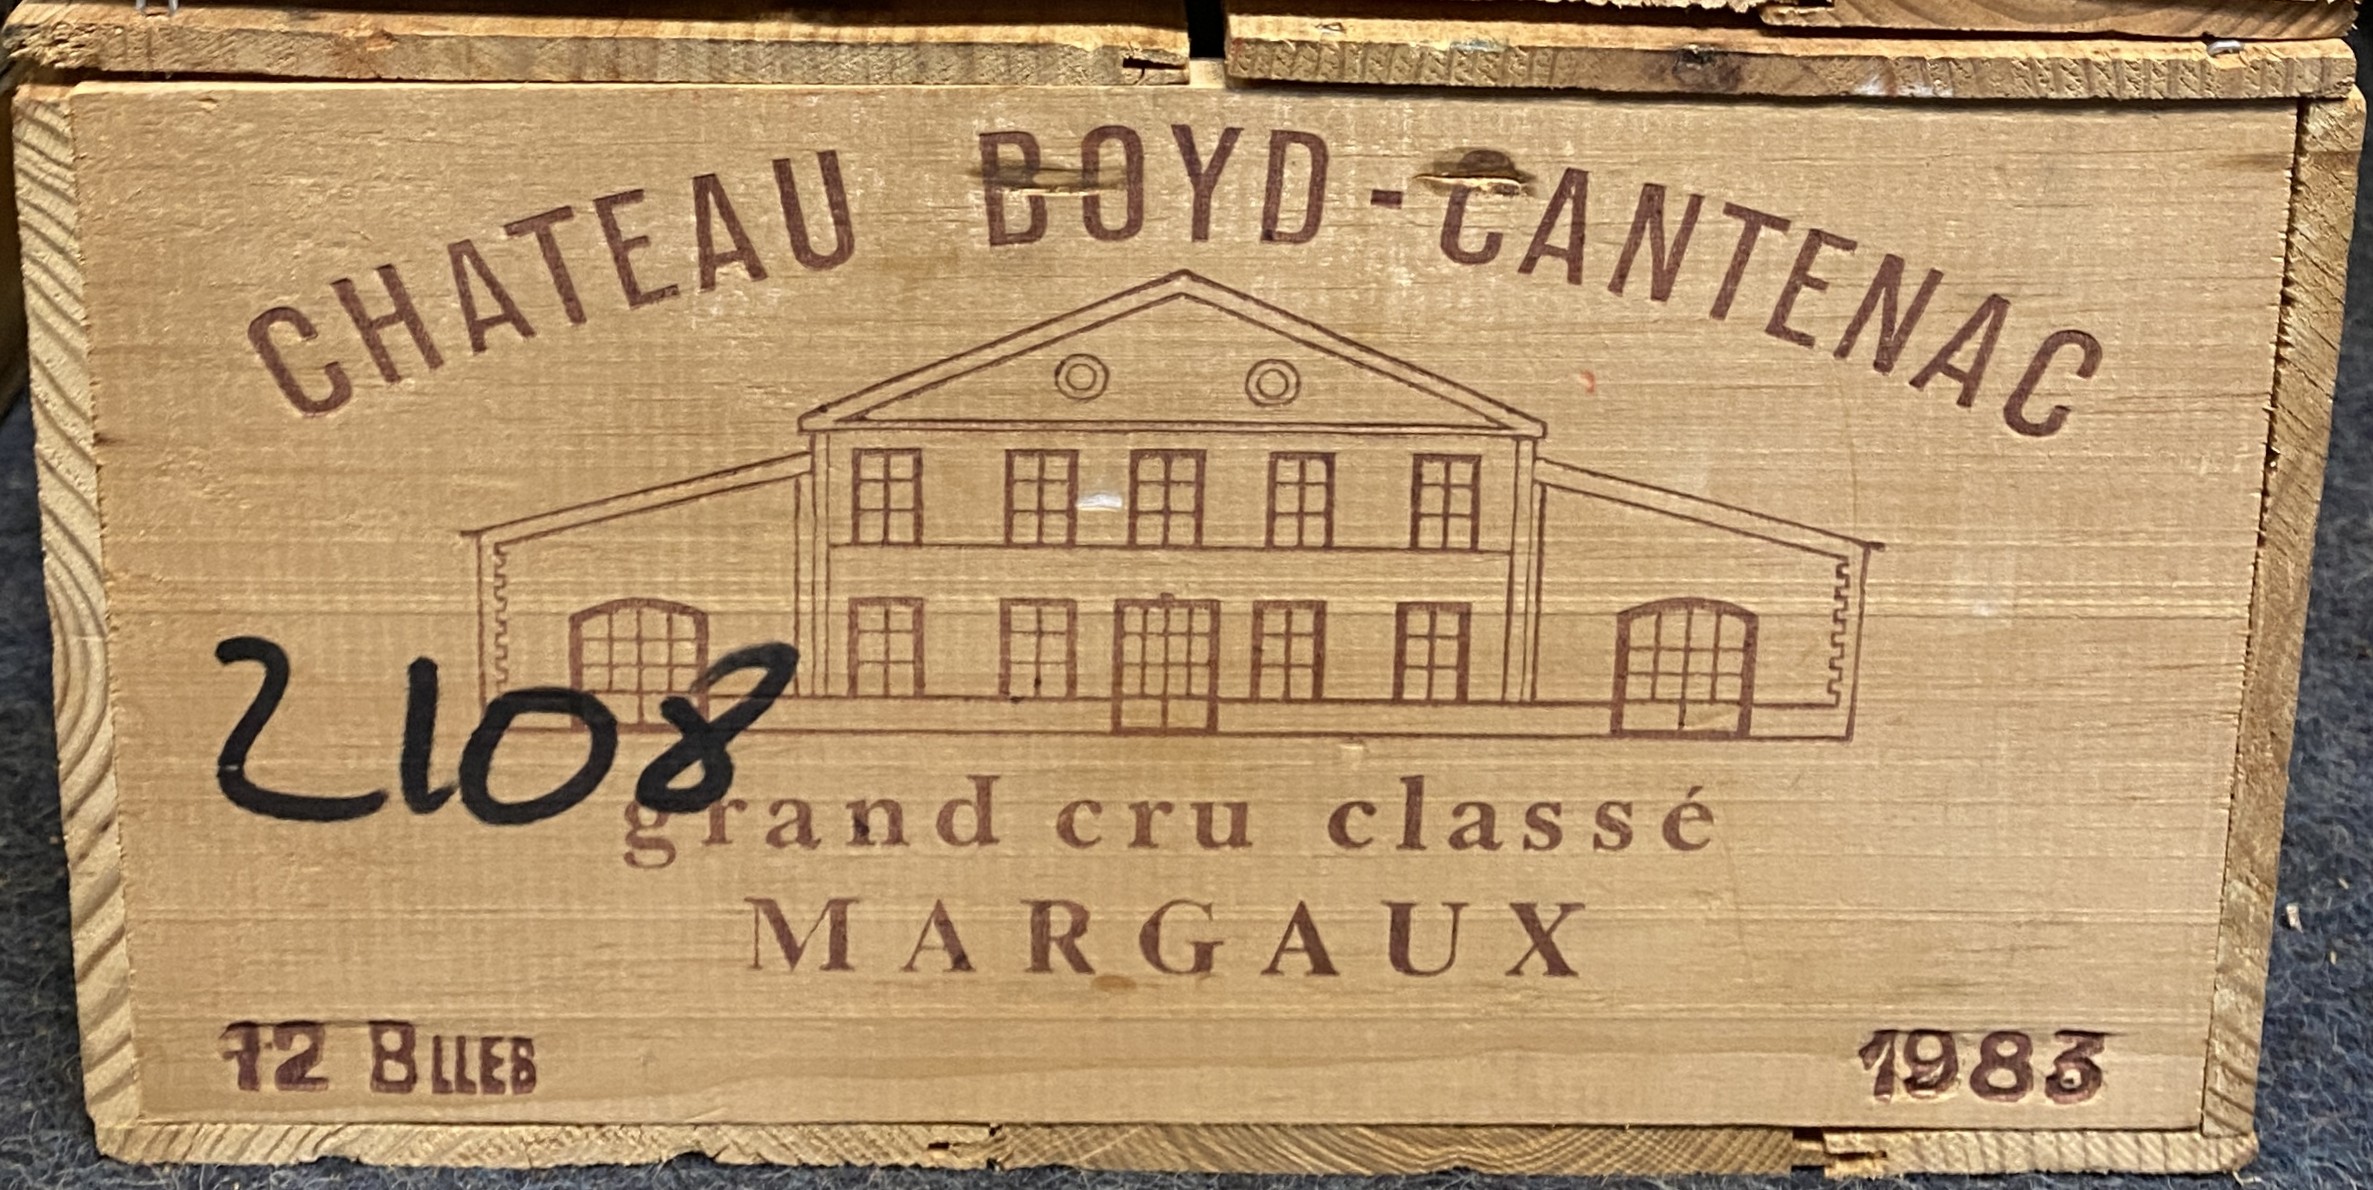 CHATEAU BOYD-CANTENAC
2108
grand cru classé
MARGAUX
12 BLLES 1983